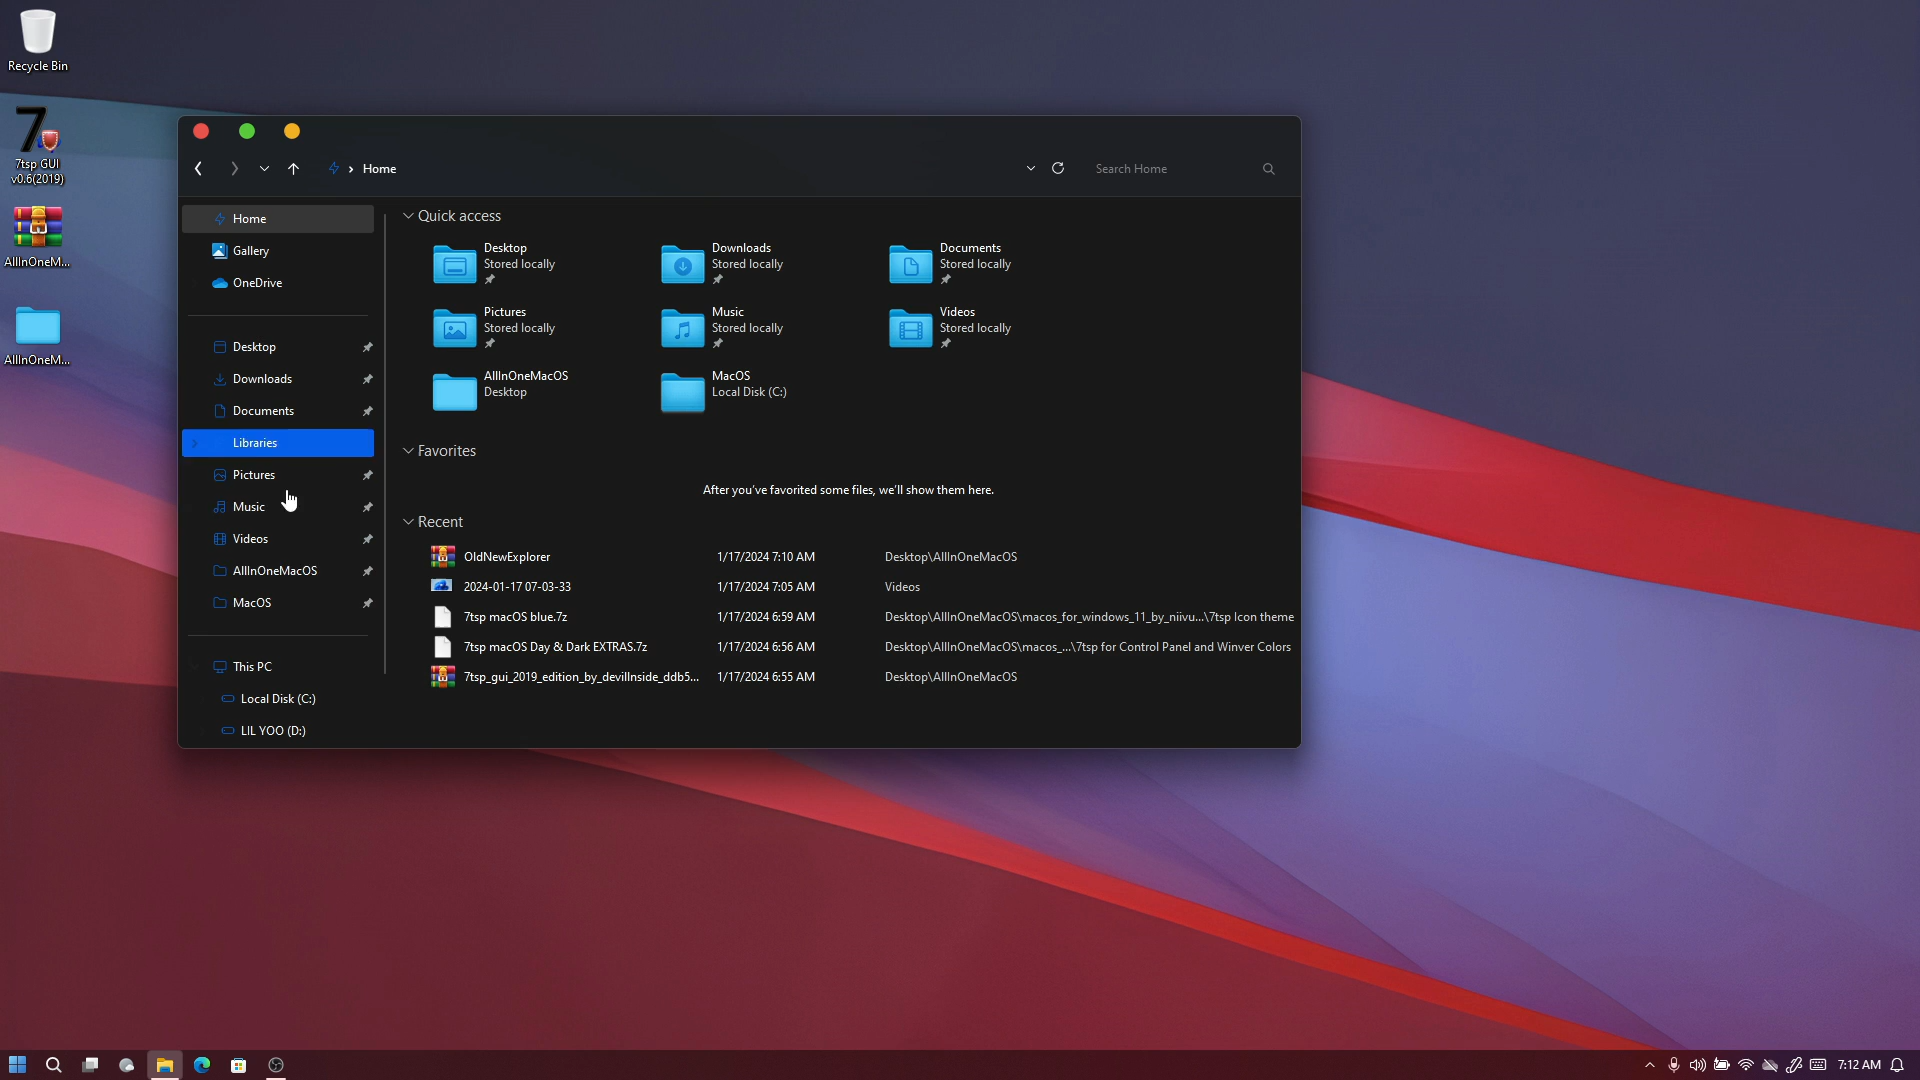 Recycle Bin
7
7tsp GUI
v0.6(2019)
AllInOneM...
AllInOneM...
Home
Search Home
Home
Gallery
OneDrive
Desktop
Downloads
Documents
Libraries
Pictures
Music
Videos
AllInOneMacOS
MacOS
This PC
Local Disk (C:)
LIL YOO (D:)
Quick access
Desktop
Stored locally
Downloads
Stored locally
Documents
Stored locally
Pictures
Stored locally
Music
Stored locally
Videos
Stored locally
AllInOneMacOS
Desktop
MacOS
Local Disk (C:)
Favorites
After you've favorited some files, we'll show them here.
Recent
OldNewExplorer 1/17/2024 7:10 AM Desktop\AllInOneMacOS
2024-01-17 07-03-33 1/17/2024 7:05 AM Videos
7tsp macOS blue.7z 1/17/2024 6:59 AM Desktop\AllInOneMacOS\macos_for_windows_11_by_niivu...\7tsp Icon theme
7tsp macOS Day & Dark EXTRAS.7z 1/17/2024 6:56 AM Desktop\AllInOneMacOS\macos_...\7tsp for Control Panel and Winver Colors
7tsp_gui_2019_edition_by_devillnside_ddb5... 1/17/2024 6:55 AM Desktop\AllInOneMacOS
7:12 AM